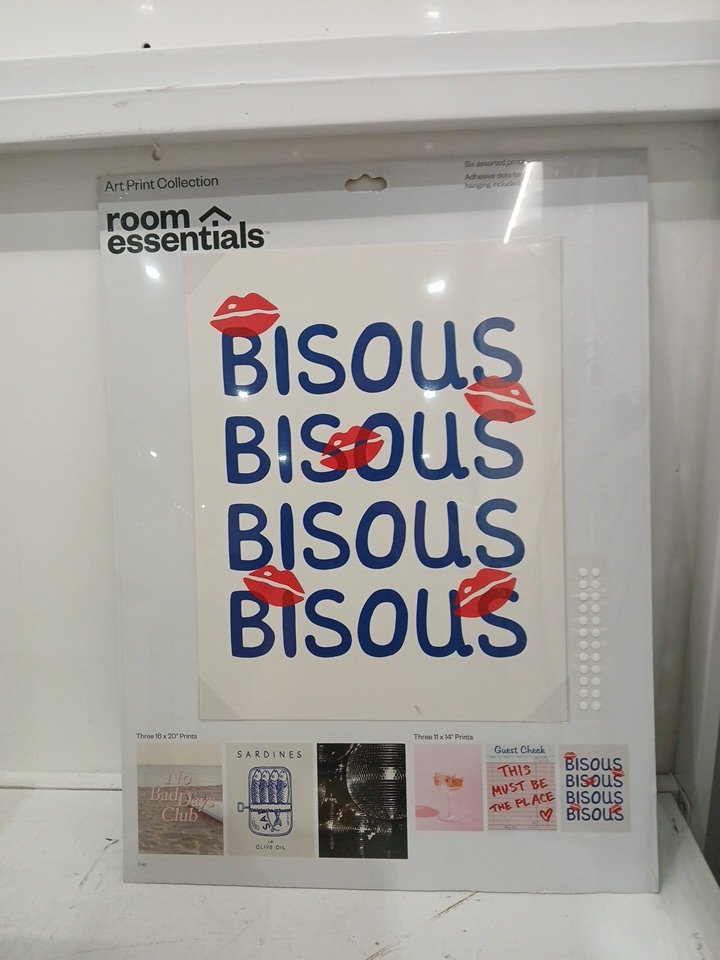 Art Print Collection
Six assorted prints
Adhesive dots for
hanging included
room
essentials™
BISOUS
BISOUS
BISOUS
BISOUS
Three 16 x 20" Prints
Three 11 x 14" Prints
No
Bad Days
Club
SARDINES
OLIVE OIL
Guest Check
THIS
MUST BE
THE PLACE
BISOUS
BISOUS
BISOUS
BISOUS